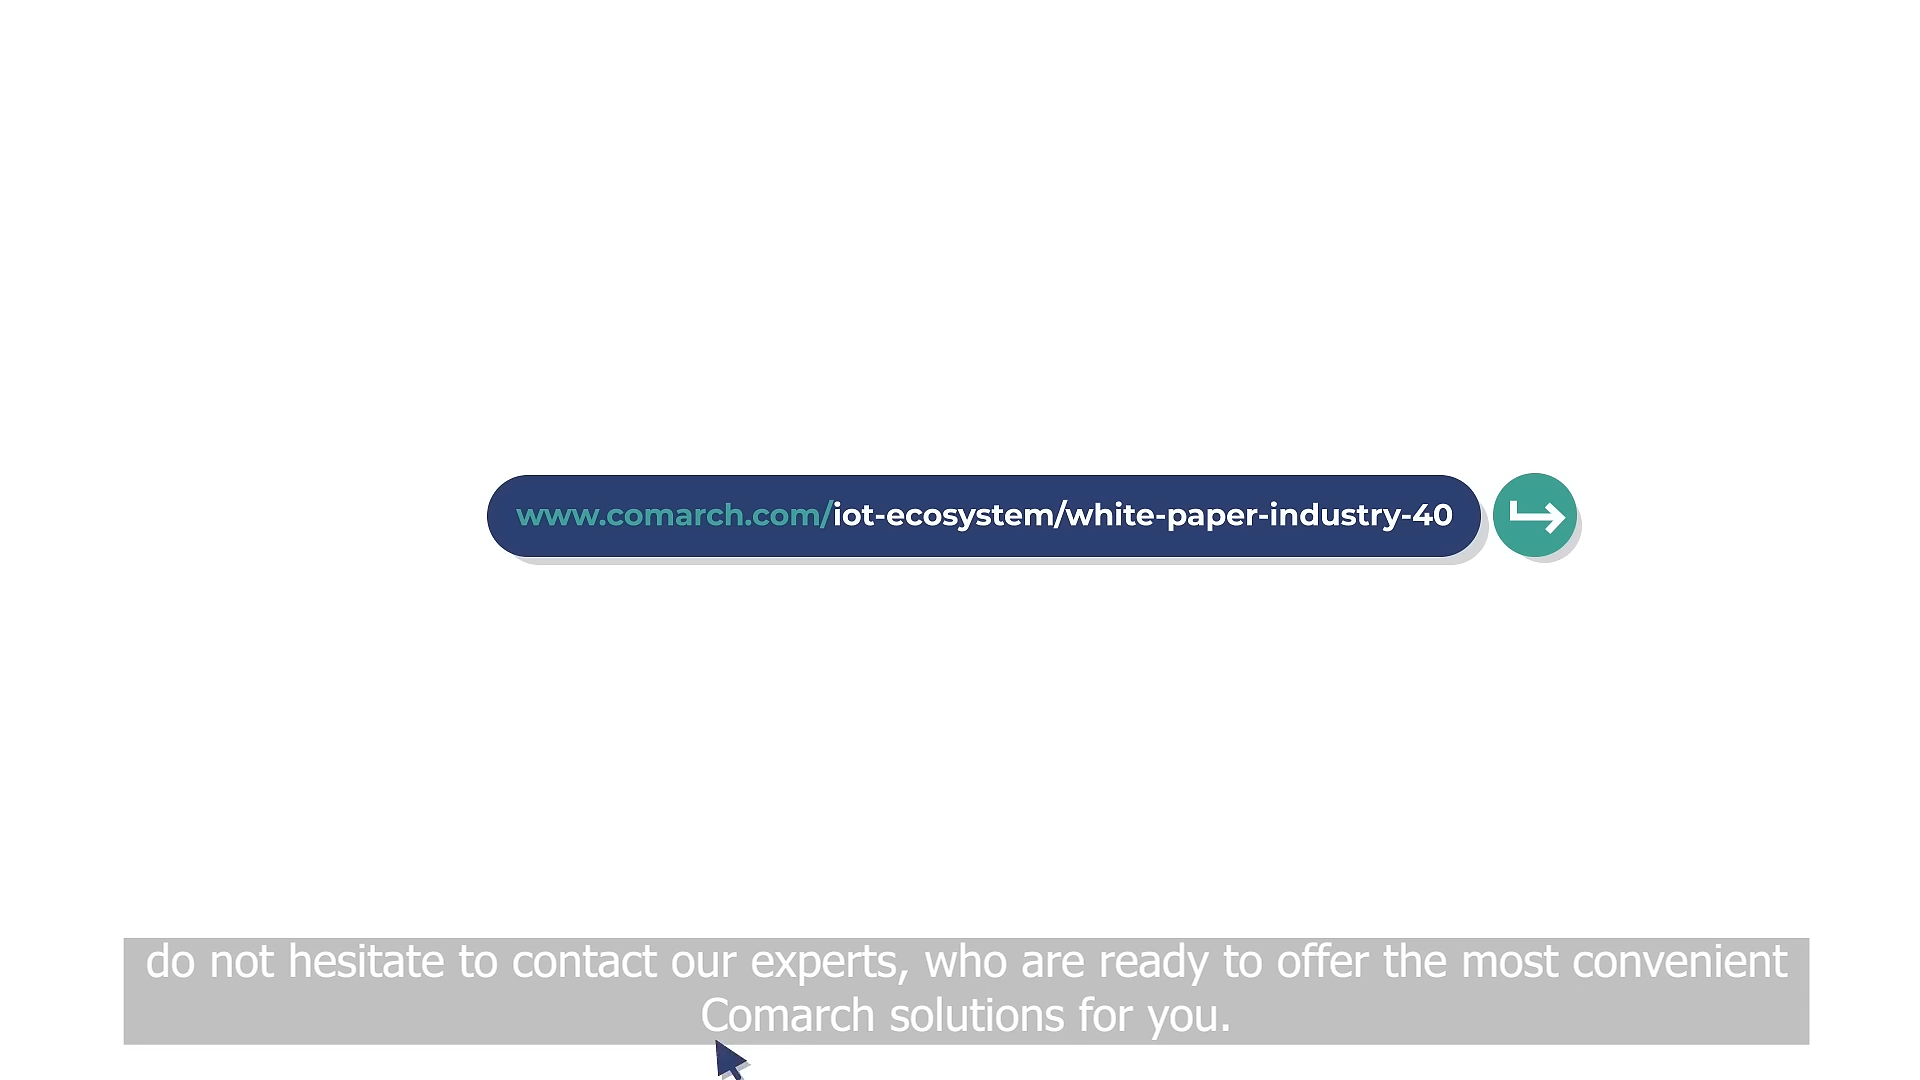 www.comarch.com/iot-ecosystem/white-paper-industry-40
do not hesitate to contact our experts, who are ready to offer the most convenient
Comarch solutions for you.